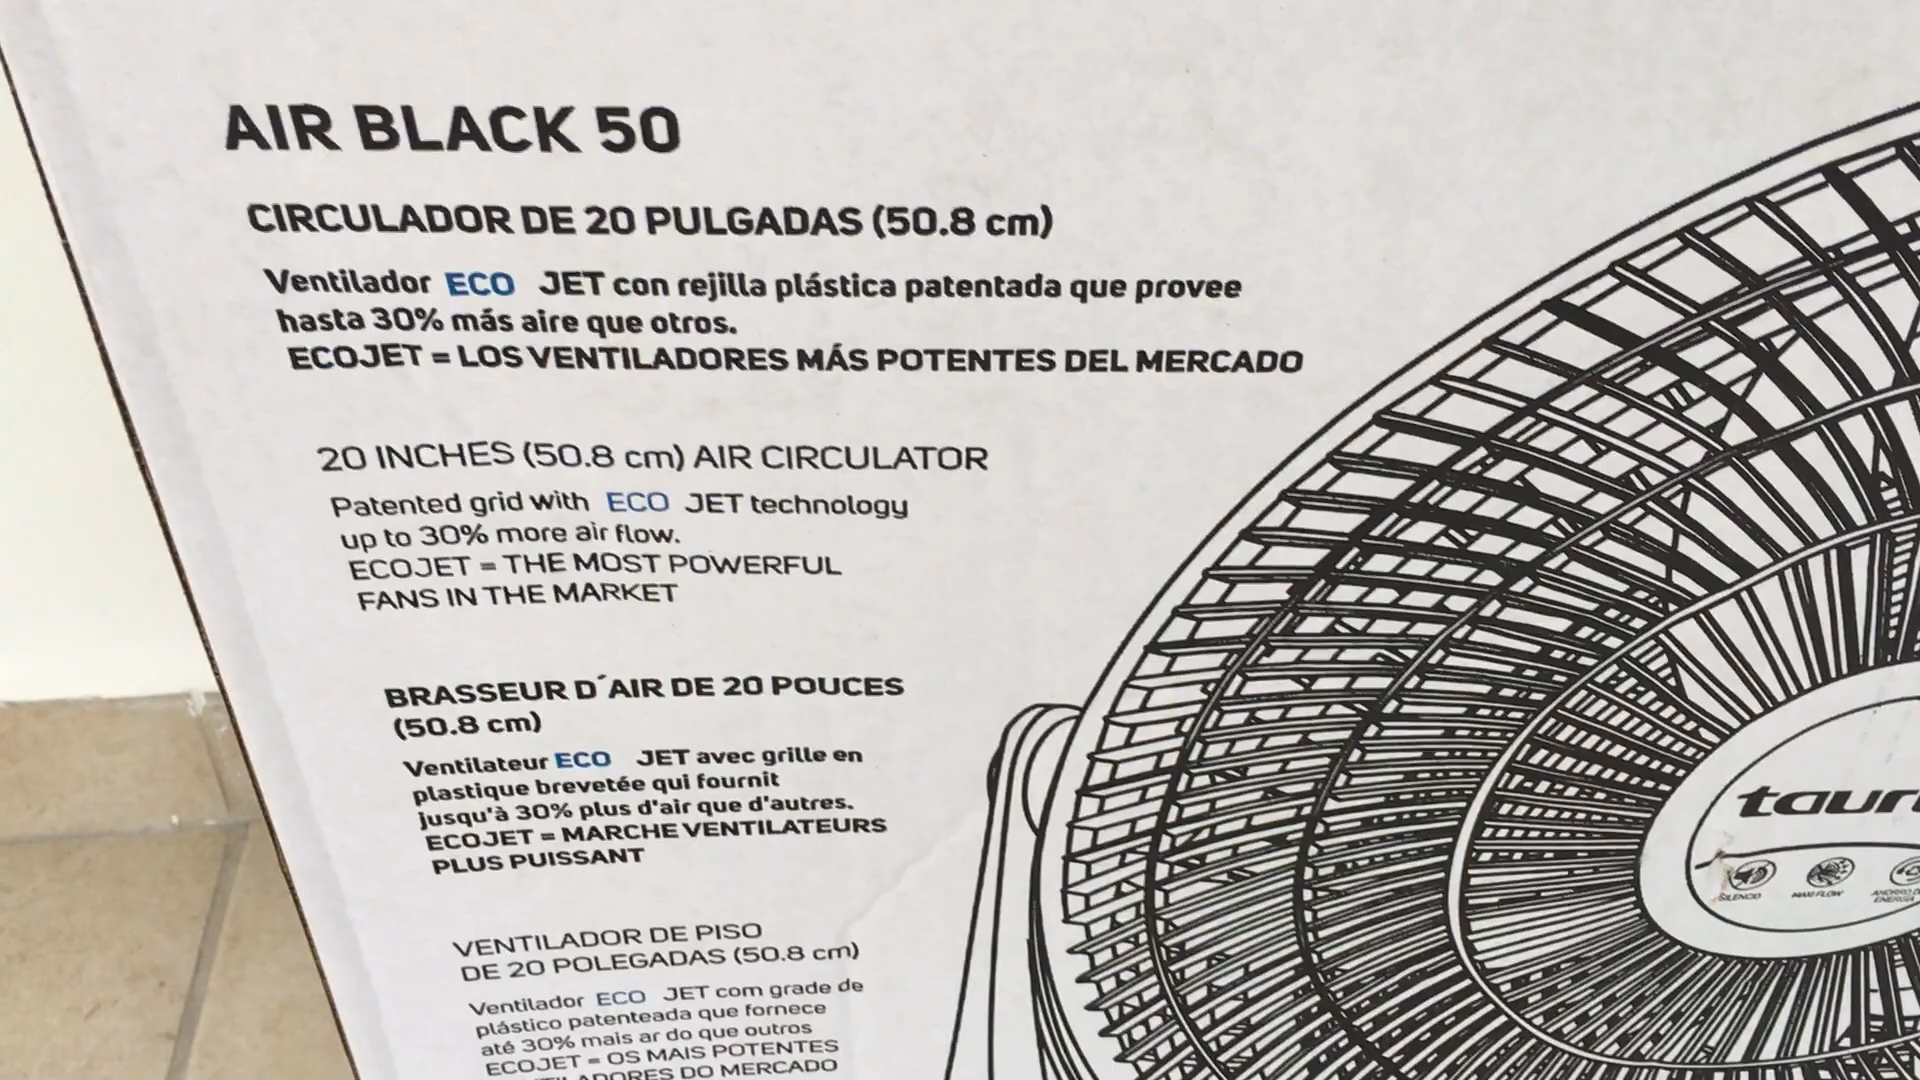 AIR BLACK 50
CIRCULADOR DE 20 PULGADAS (50.8 cm)
Ventilador ECO JET con rejilla plástica patentada que provee
hasta 30% más aire que otros.
ECOJET = LOS VENTILADORES MÁS POTENTES DEL MERCADO
20 INCHES (50.8 cm) AIR CIRCULATOR
Patented grid with ECO JET technology
up to 30% more air flow.
ECOJET = THE MOST POWERFUL
FANS IN THE MARKET
BRASSEUR D´AIR DE 20 POUCES
(50.8 cm)
Ventilateur ECO JET avec grille en
plastique brevetée qui fournit
jusqu'à 30% plus d'air que d'autres.
ECOJET = MARCHE VENTILATEURS
PLUS PUISSANT
VENTILADOR DE PISO
DE 20 POLEGADAS (50.8 cm)
Ventilador ECO JET com grade de
plástico patenteada que fornece
até 30% mais ar do que outros
ECOJET = OS MAIS POTENTES
DO MERCADO
SILENCIO
MAXI FLOW